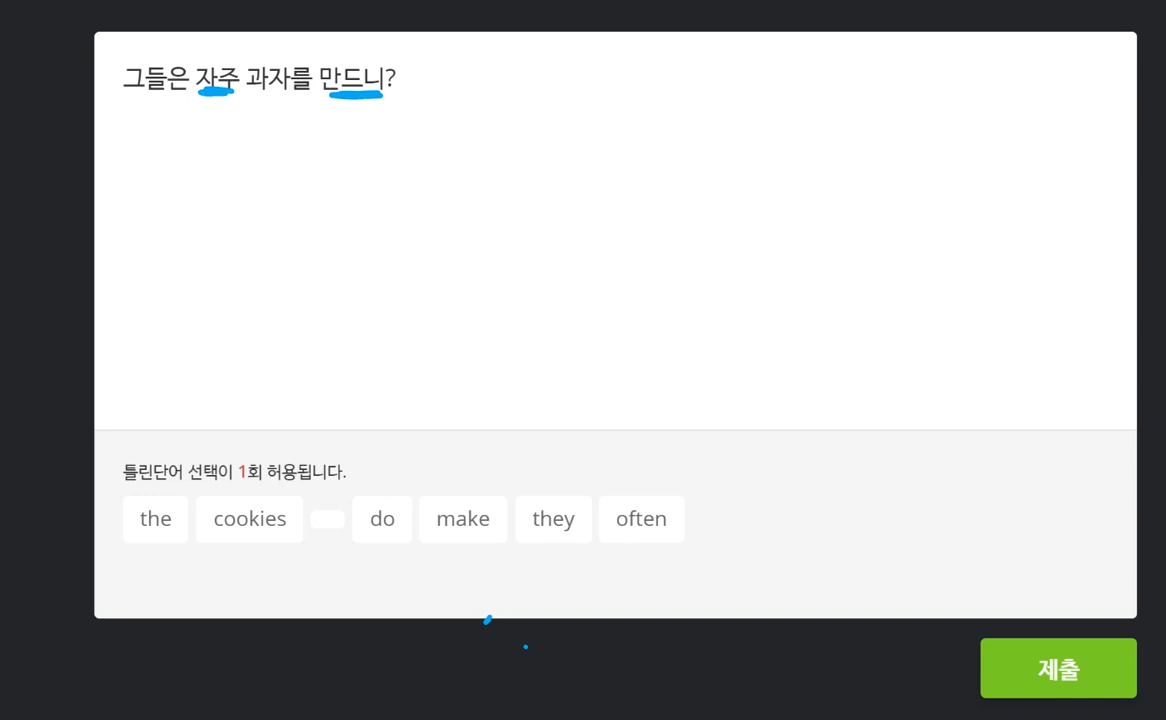 그들은 자주 과자를 만드니?
틀린단어 선택이 1회 허용됩니다.
the cookies do make they often
제출